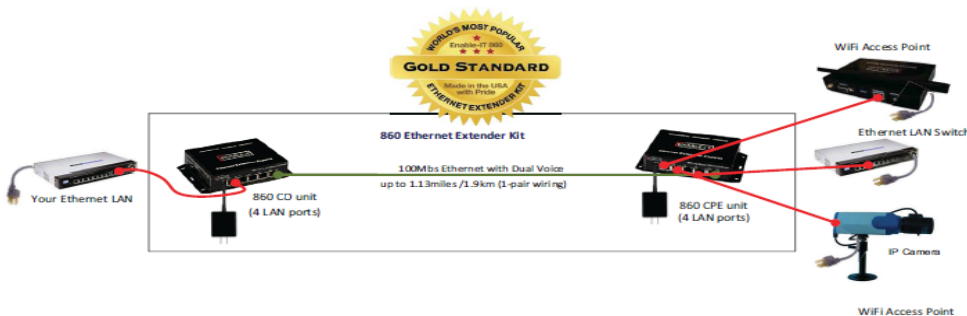 WORLD'S MOST POPULAR
Enable-IT 860
GOLD STANDARD
Made in the USA
with Pride
ETHERNET EXTENDER KIT
WiFi Access Point
860 Ethernet Extender Kit
Ethernet LAN Switch
100Mbs Ethernet with Dual Voice
up to 1.13miles /1.9km (1-pair wiring)
Your Ethernet LAN
860 CO unit
(4 LAN ports)
860 CPE unit
(4 LAN ports)
IP Camera
WiFi Access Point